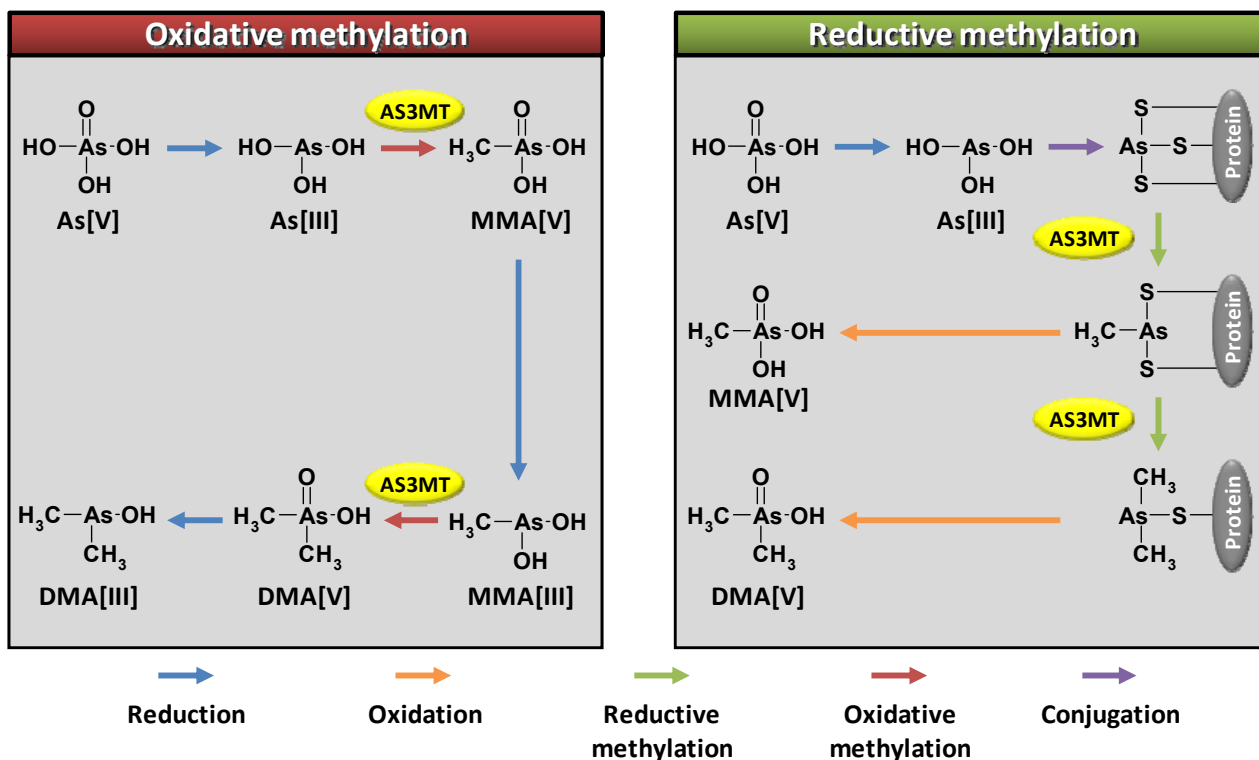 Oxidative methylation
O
AS3MT
O
HO As OH
HO As OH
H3C As OH
OH
OH
OH
As[V]
As[III]
MMA[V]
O
AS3MT
H3C As OH
H3C As OH
H3C As OH
CH3
CH3
OH
DMA[III]
DMA[V]
MMA[III]
Reductive methylation
O
S
HO As OH
HO As OH
As S
Protein
OH
OH
S
As[V]
As[III]
AS3MT
O
S
H3C As OH
H3C As
Protein
OH
S
MMA[V]
AS3MT
O
CH3
H3C As OH
As S
Protein
CH3
CH3
DMA[V]
Reduction
Oxidation
Reductive
methylation
Oxidative
methylation
Conjugation